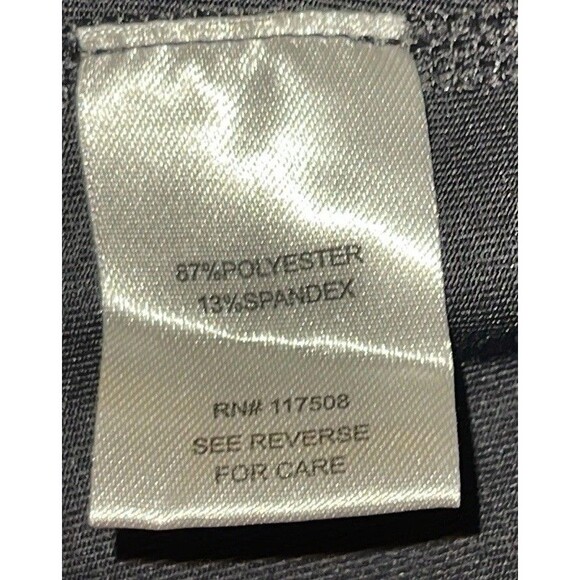 87%POLYESTER
13%SPANDEX
RN# 117508
SEE REVERSE
FOR CARE